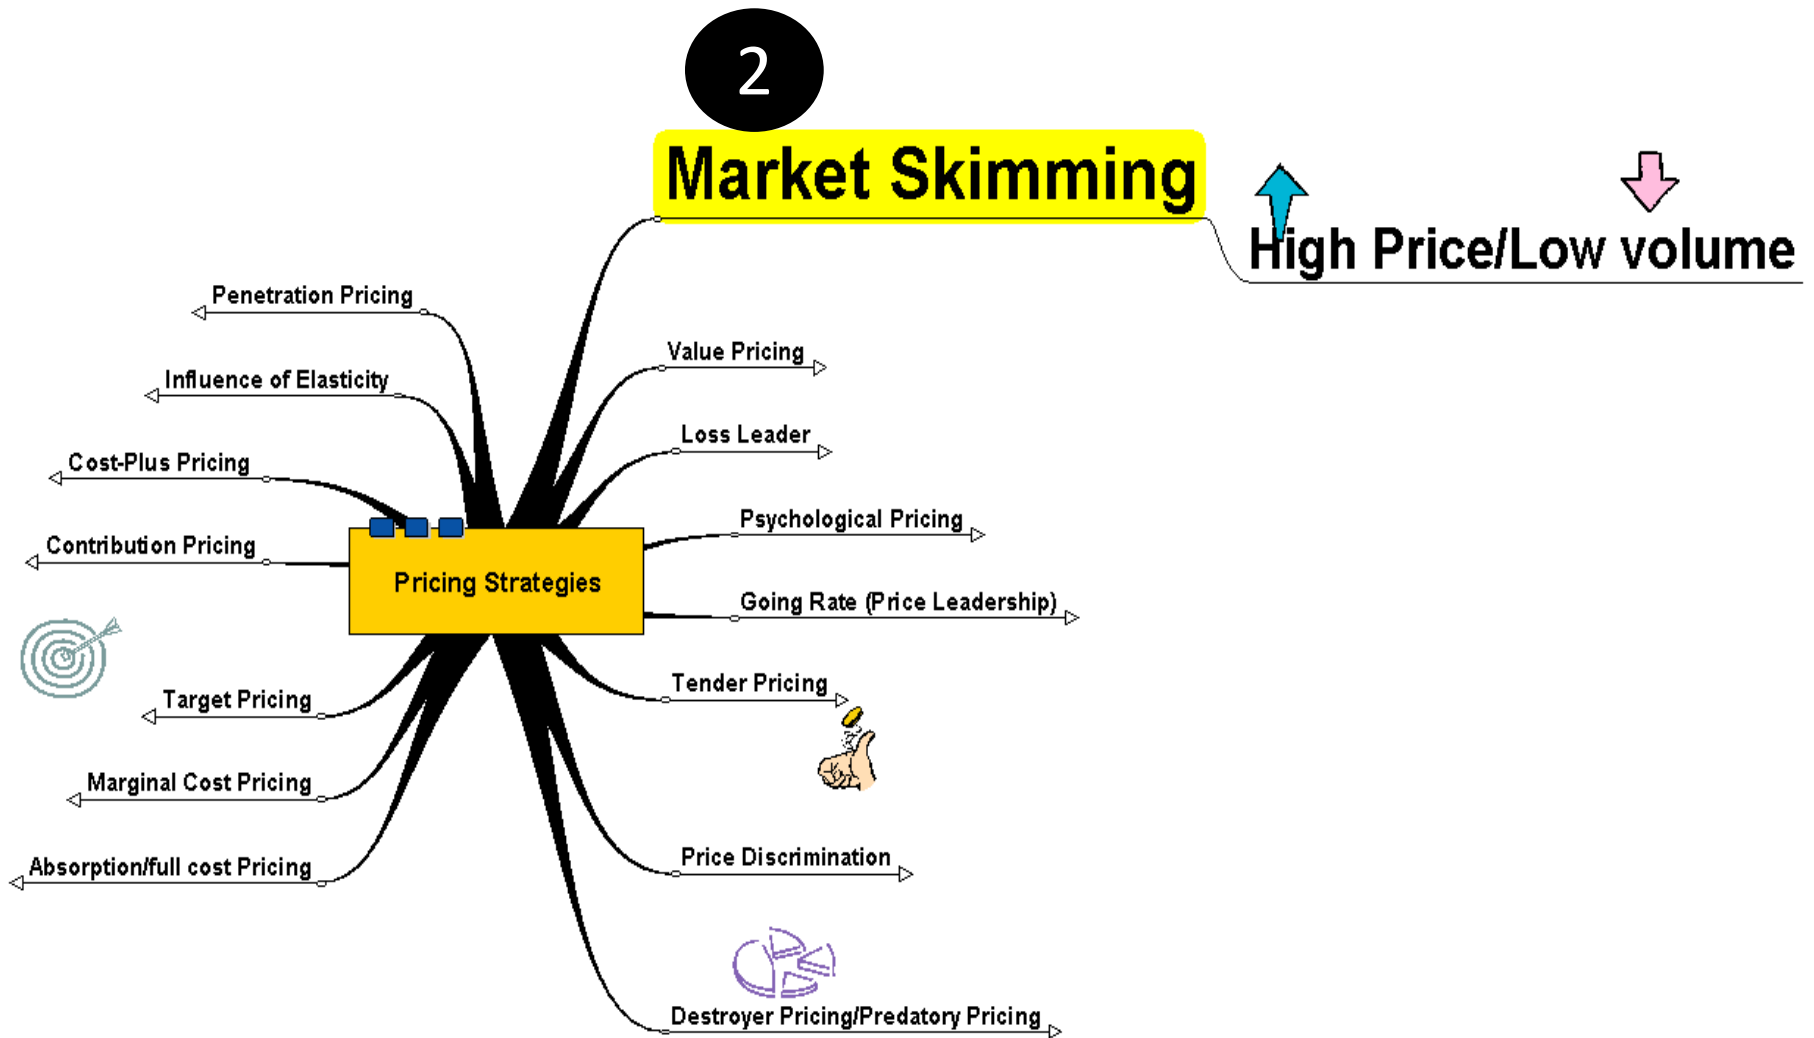 2
Market Skimming
High Price/Low volume
Penetration Pricing
Value Pricing
Influence of Elasticity
Loss Leader
Cost-Plus Pricing
Psychological Pricing
Contribution Pricing
Pricing Strategies
Going Rate (Price Leadership)
Target Pricing
Tender Pricing
Marginal Cost Pricing
Absorption/full cost Pricing
Price Discrimination
Destroyer Pricing/Predatory Pricing